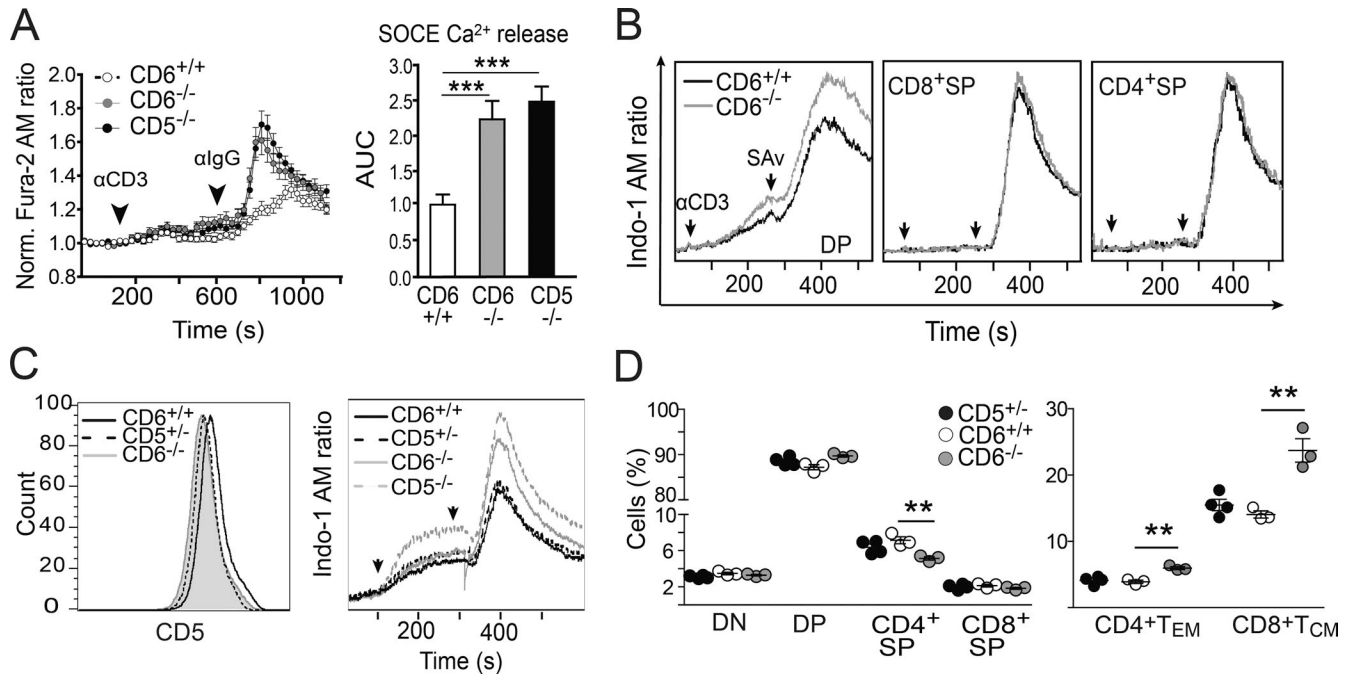 A
CD6+/+
CD6-/-
CD5-/-
αCD3
αIgG
Norm. Fura-2 AM ratio
2.0
1.8
1.6
1.4
1.2
1.0
0.8
200 600 1000
Time (s)
SOCE Ca2+ release
***
***
AUC
3.0
2.5
2.0
1.5
1.0
0.5
0.0
CD6 CD6 CD5
+/+ -/- -/-
B
CD6+/+
CD6-/-
CD8+SP
CD4+SP
SAv
αCD3
DP
Indo-1 AM ratio
200 400 200 400 200 400
Time (s)
C
CD6+/+
CD5+/-
CD6-/-
Count
100
80
60
40
20
0
CD5
CD6+/+
CD5+/-
CD6-/-
CD5-/-
Indo-1 AM ratio
200 400
Time (s)
D
CD5+/-
CD6+/+
CD6-/-
Cells (%)
100
90
80
10
6
2
**
DN DP CD4+ SP CD8+ SP
30
20
10
**
**
CD4+TEM CD8+TCM